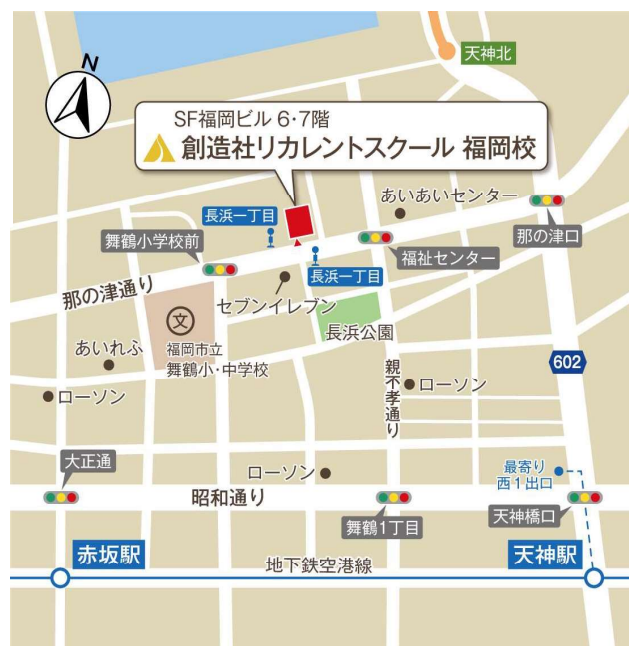 天神北
N
SF福岡ビル 6・7階
創造社リカレントスクール 福岡校
あいあいセンター
長浜一丁目
舞鶴小学校前
那の津口
福祉センター
長浜一丁目
那の津通り
セブンイレブン
文
福岡市立
舞鶴小・中学校
長浜公園
あいれふ
ローソン
親不孝通り
ローソン
602
大正通
ローソン
最寄り
西1出口
昭和通り
舞鶴1丁目
天神橋口
赤坂駅
地下鉄空港線
天神駅